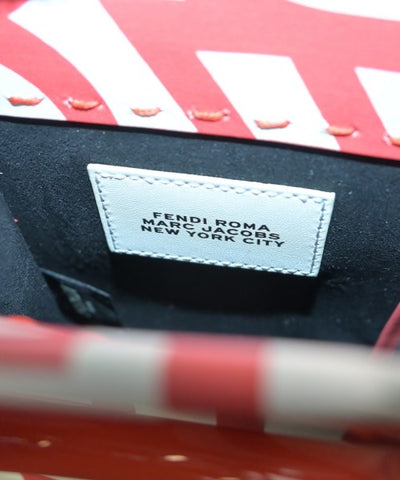 FENDI ROMA
MARC JACOBS
NEW YORK CITY